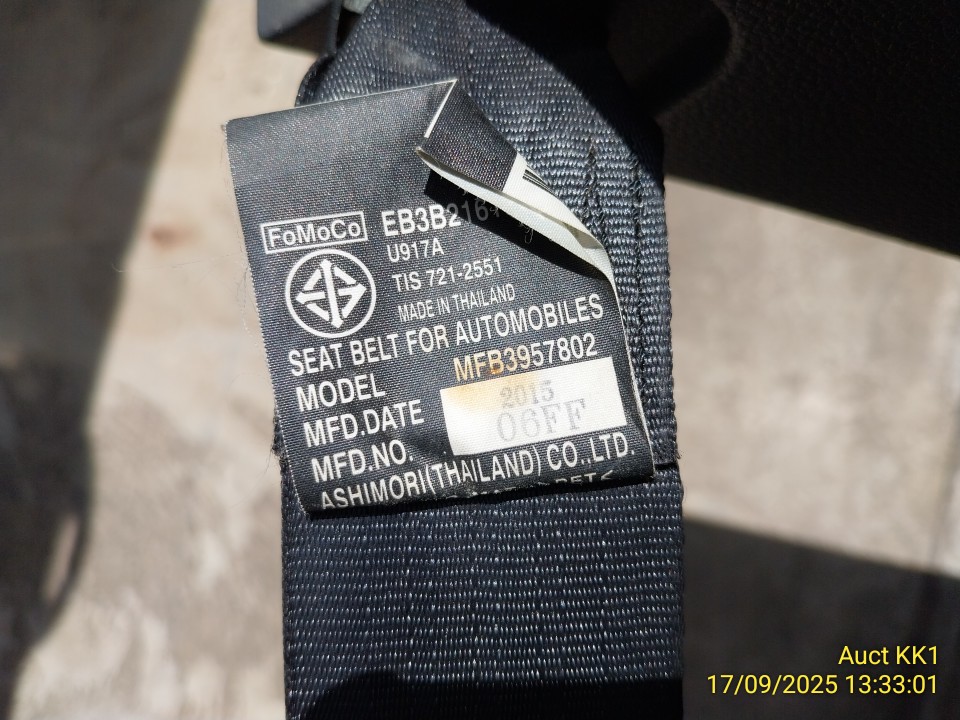 FoMoCo EB3B216
U917A
TIS 721-2551
MADE IN THAILAND
SEAT BELT FOR AUTOMOBILES
MODEL MFB3957802
MFD.DATE 2015
MFD.NO. 06FF
ASHIMORI(THAILAND) CO.,LTD.
Auct KK1
17/09/2025 13:33:01